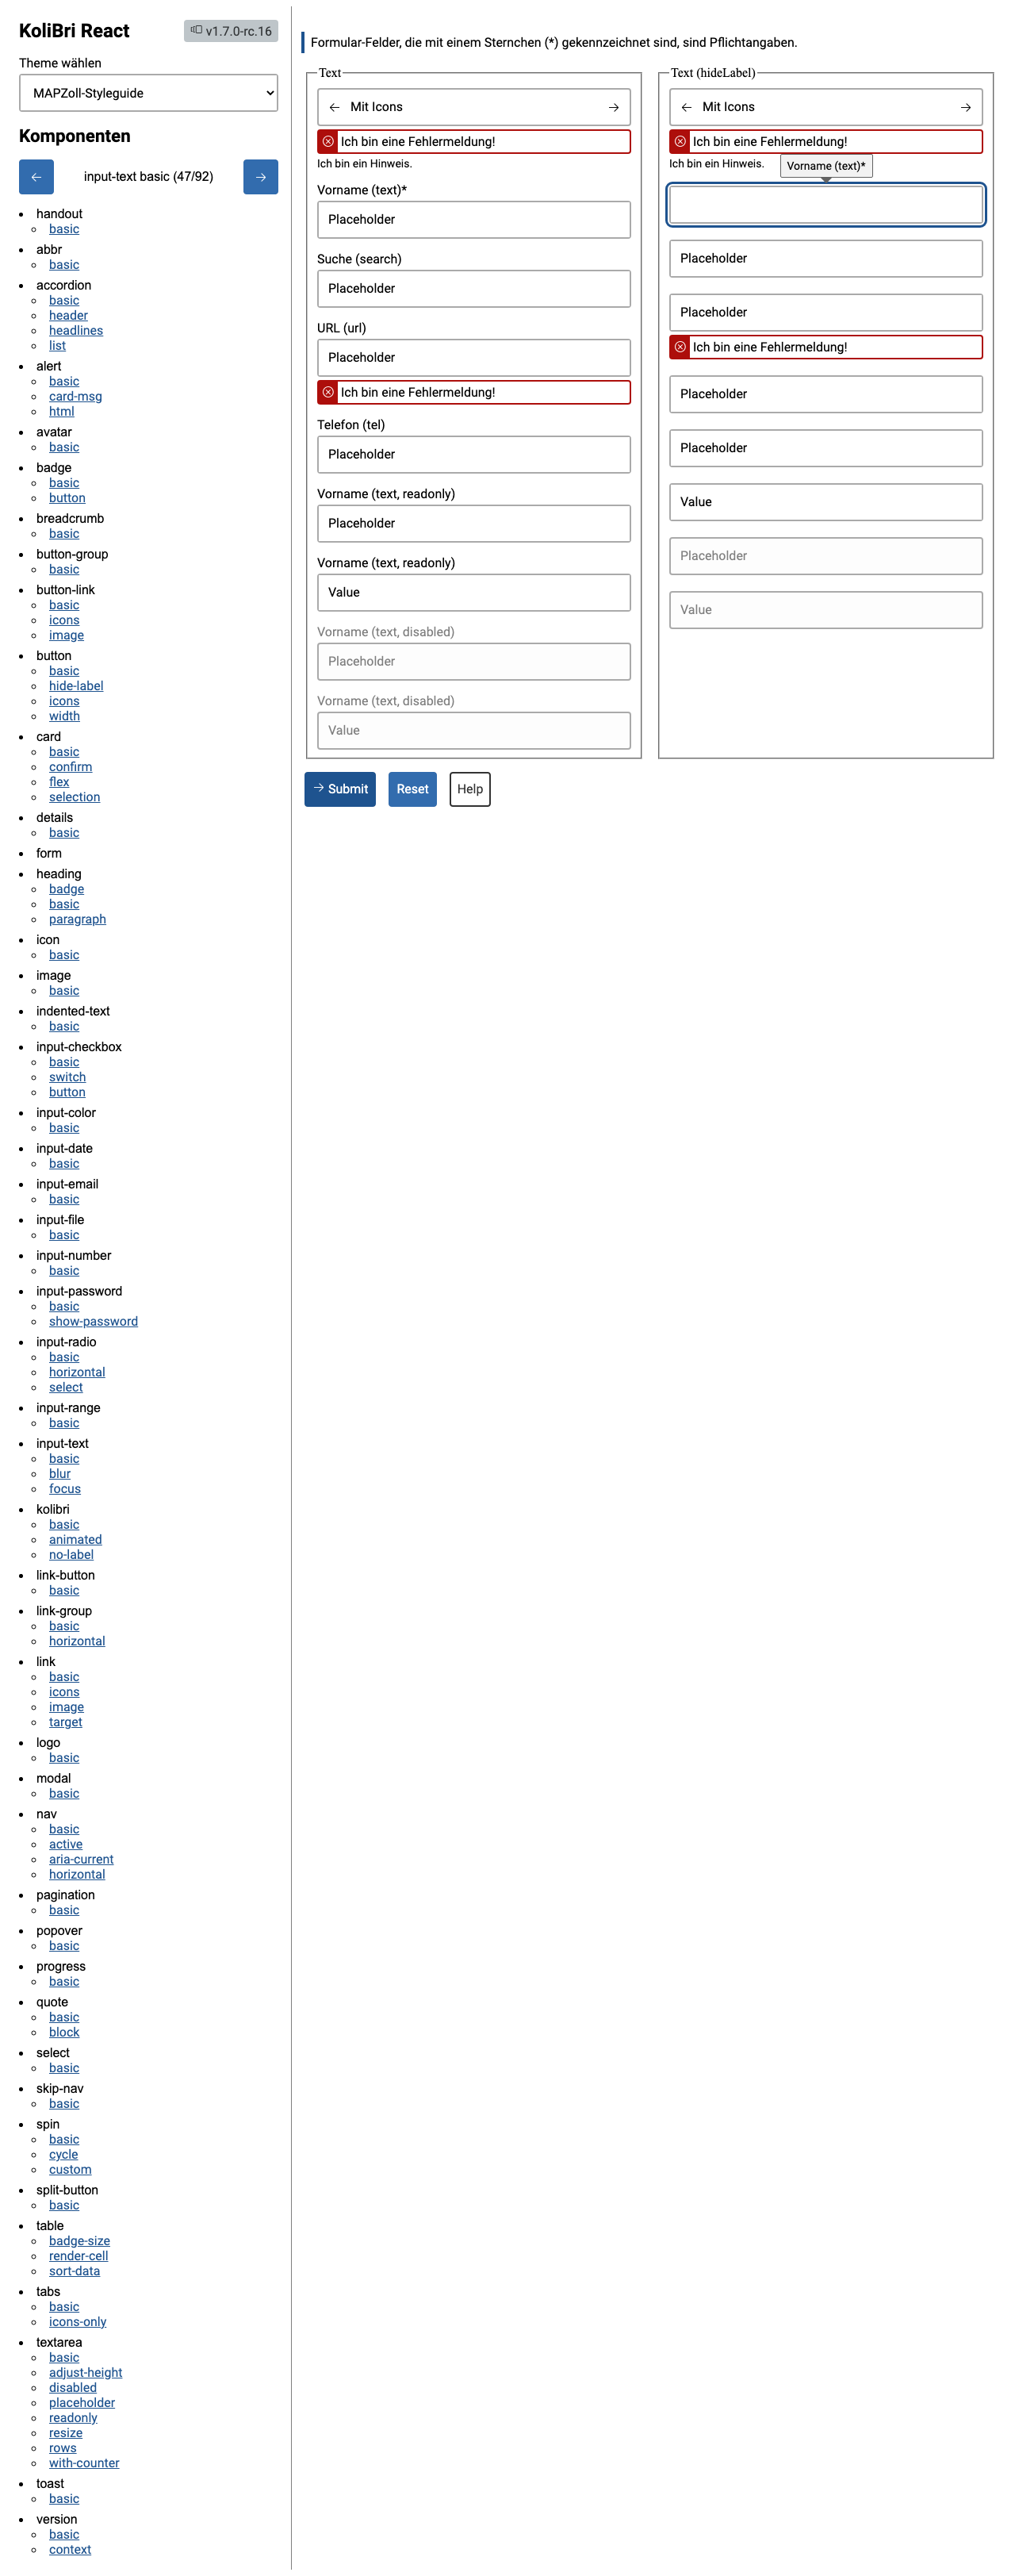 KoliBri React
v1.7.0-rc.16
Theme wählen
MAPZoll-Styleguide
Komponenten
input-text basic (47/92)
handout
basic
abbr
basic
accordion
basic
header
headlines
list
alert
basic
card-msg
html
avatar
basic
badge
basic
button
breadcrumb
basic
button-group
basic
button-link
basic
icons
image
button
basic
hide-label
icons
width
card
basic
confirm
flex
selection
details
basic
form
heading
badge
basic
paragraph
icon
basic
image
basic
indented-text
basic
input-checkbox
basic
switch
button
input-color
basic
input-date
basic
input-email
basic
input-file
basic
input-number
basic
input-password
basic
show-password
input-radio
basic
horizontal
select
input-range
basic
input-text
basic
blur
focus
kolibri
basic
animated
no-label
link-button
basic
link-group
basic
horizontal
link
basic
icons
image
target
logo
basic
modal
basic
nav
basic
active
aria-current
horizontal
pagination
basic
popover
basic
progress
basic
quote
basic
block
select
basic
skip-nav
basic
spin
basic
cycle
custom
split-button
basic
table
badge-size
render-cell
sort-data
tabs
basic
icons-only
textarea
basic
adjust-height
disabled
placeholder
readonly
resize
rows
with-counter
toast
basic
version
basic
context
Formular-Felder, die mit einem Sternchen (*) gekennzeichnet sind, sind Pflichtangaben.
Text
Mit Icons
Ich bin eine Fehlermeldung!
Ich bin ein Hinweis.
Vorname (text)*
Placeholder
Suche (search)
Placeholder
URL (url)
Placeholder
Ich bin eine Fehlermeldung!
Telefon (tel)
Placeholder
Vorname (text, readonly)
Placeholder
Vorname (text, readonly)
Value
Vorname (text, disabled)
Placeholder
Vorname (text, disabled)
Value
Text (hideLabel)
Mit Icons
Ich bin eine Fehlermeldung!
Ich bin ein Hinweis.
Vorname (text)*
Placeholder
Placeholder
Ich bin eine Fehlermeldung!
Placeholder
Placeholder
Value
Placeholder
Value
Submit
Reset
Help